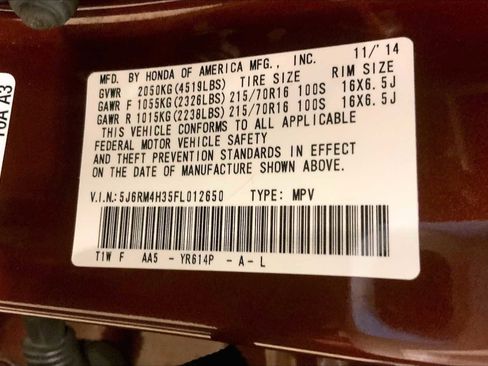 MFD. BY HONDA OF AMERICA MFG., INC. 11/'14
GVWR 2050KG(4519LBS) TIRE SIZE RIM SIZE
GAWR F 1055KG(2326LBS) 215/70R16 100S 16X6.5J
GAWR R 1015KG(2238LBS) 215/70R16 100S 16X6.5J
THIS VEHICLE CONFORMS TO ALL APPLICABLE
FEDERAL MOTOR VEHICLE SAFETY
AND THEFT PREVENTION STANDARDS IN EFFECT
ON THE DATE OF MANUFACTURE SHOWN ABOVE.
V.I.N.: 5J6RM4H35FL012650 TYPE: MPV
T1W F AA5 - YR614P - A - L
10A A3